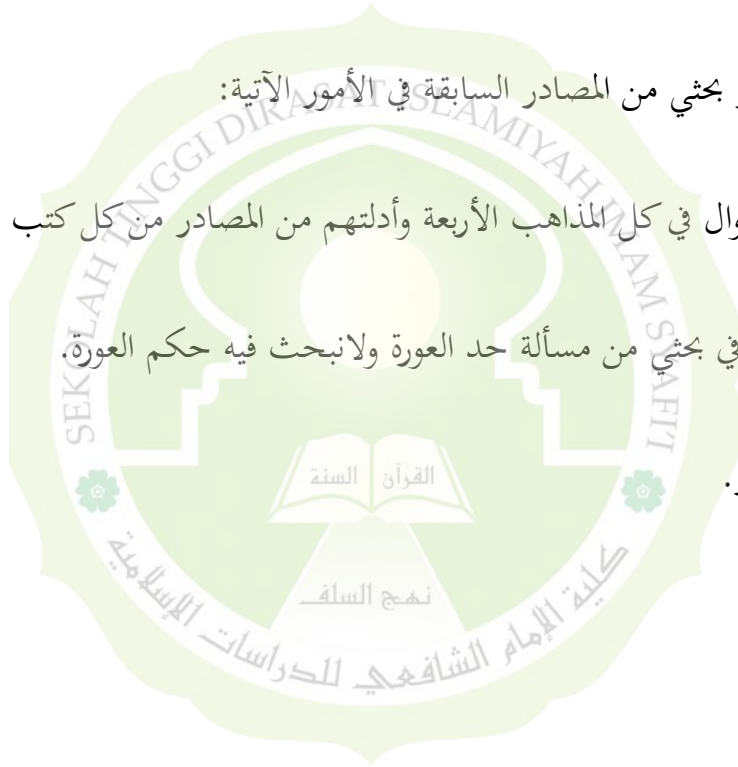 بحثي من المصادر السابقة في الأمور الآتية:
SEKOLAH TINGGI DIRASAT ISLAMIYAH IMAM SYAFI'I
وال في كل المذاهب الأربعة وأدلتهم من المصادر من كل كتب
في بحثي من مسألة حد العورة ولانبحث فيه حكم العورة.
القرآن السنة
نهج السلف
كلية الإمام الشافعي للدراسات الإسلامية